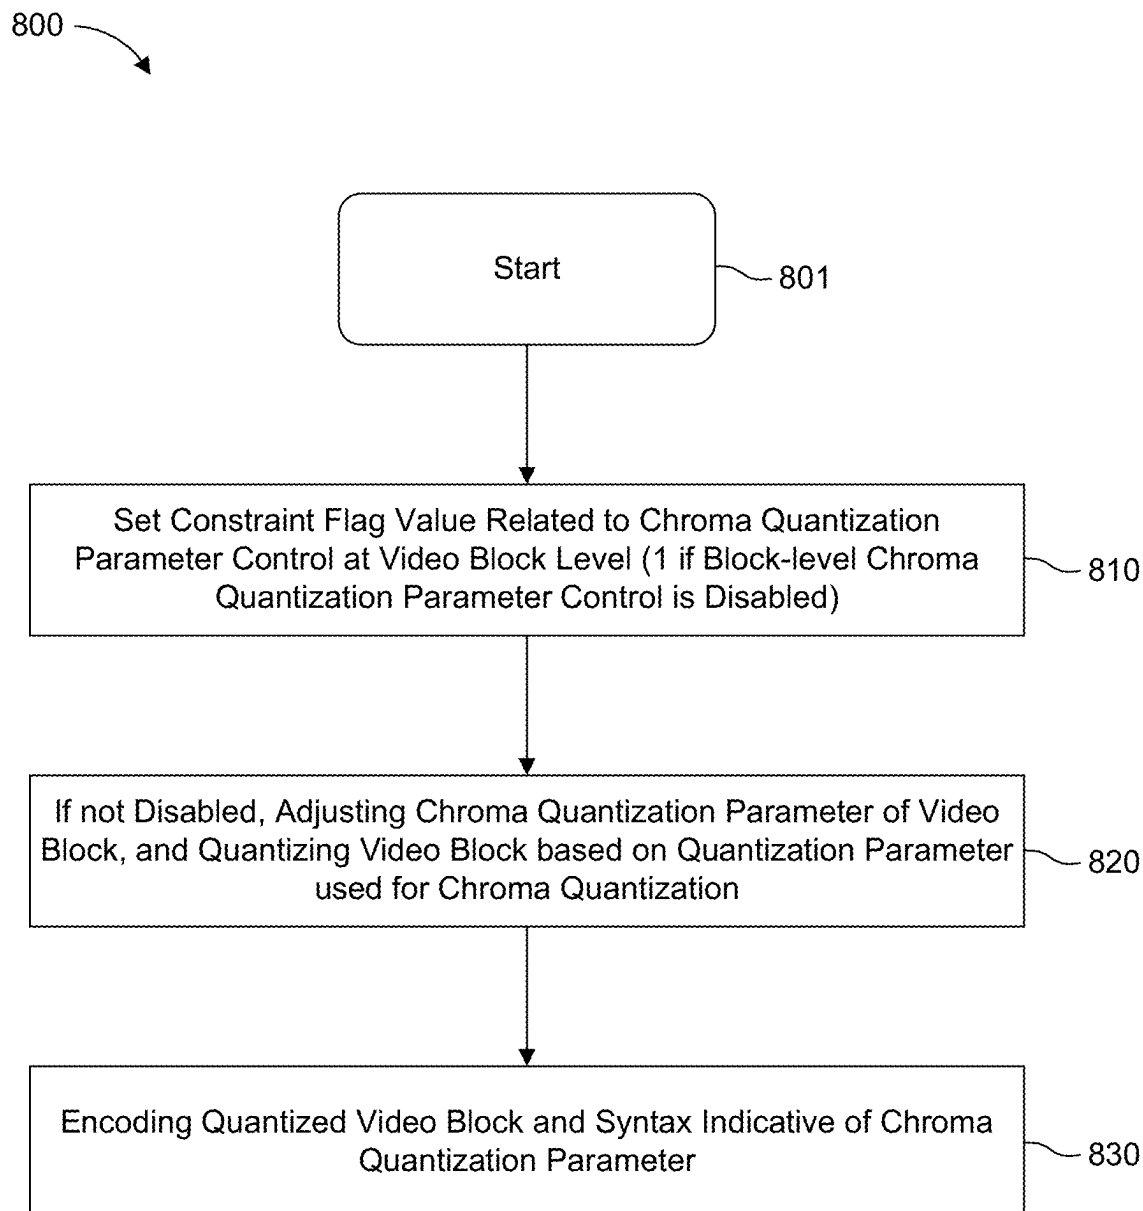 800
Start
801
Set Constraint Flag Value Related to Chroma Quantization
Parameter Control at Video Block Level (1 if Block-level Chroma
Quantization Parameter Control is Disabled)
810
If not Disabled, Adjusting Chroma Quantization Parameter of Video
Block, and Quantizing Video Block based on Quantization Parameter
used for Chroma Quantization
820
Encoding Quantized Video Block and Syntax Indicative of Chroma
Quantization Parameter
830